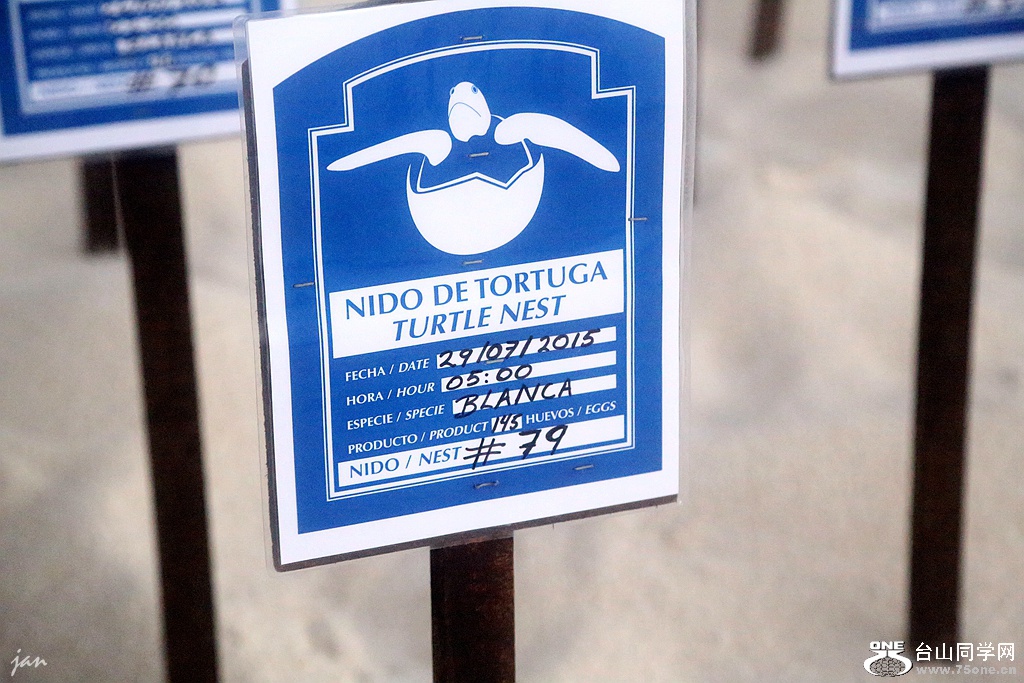 NIDO DE TORTUGA
TURTLE NEST
FECHA / DATE 29/07/2015
HORA / HOUR 05:00
ESPECIE / SPECIE BLANCA
PRODUCTO / PRODUCT 145 HUEVOS / EGGS
NIDO / NEST # 79
jan
ONE 台山同学网
www.75one.cn